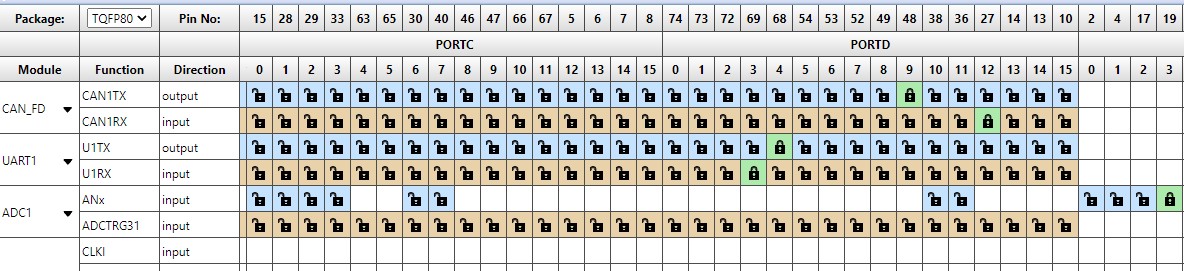 Package: TQFP80 Pin No: 15 28 29 33 63 65 40 45 46 47 66 67 5 6 7 8 74 73 72 69 68 54 53 52 49 48 38 36 27 14 13 10 2 4 17 19
PORTC PORTD
Module Function Direction 0 1 2 3 4 5 6 7 8 9 10 11 12 13 14 15 0 1 2 3 4 5 6 7 8 9 10 11 12 13 14 15 0 1 2 3
CAN_FD CAN1TX output
CAN1RX input
UART1 U1TX output
U1RX input
ADC1 ANx input
ADCTRG31 input
CLKI input